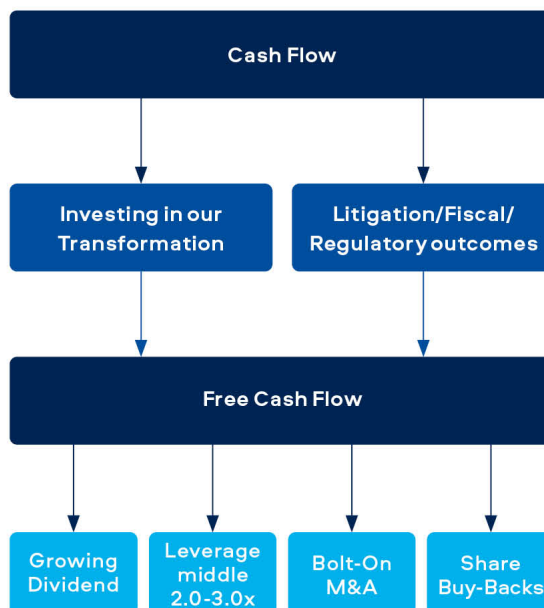 Cash Flow
Investing in our
Transformation
Litigation/Fiscal/
Regulatory outcomes
Free Cash Flow
Growing
Dividend
Leverage
middle
2.0-3.0x
Bolt-On
M&A
Share
Buy-Backs